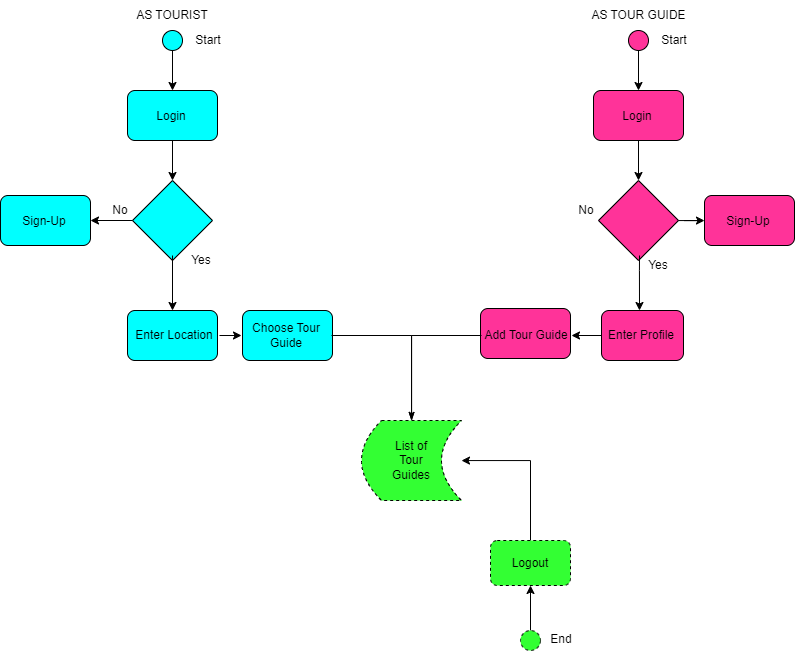 AS TOURIST
AS TOUR GUIDE
Start
Start
Login
Login
No
No
Sign-Up
Sign-Up
Yes
Yes
Enter Location
Choose Tour
Guide
Add Tour Guide
Enter Profile
List of
Tour
Guides
Logout
End